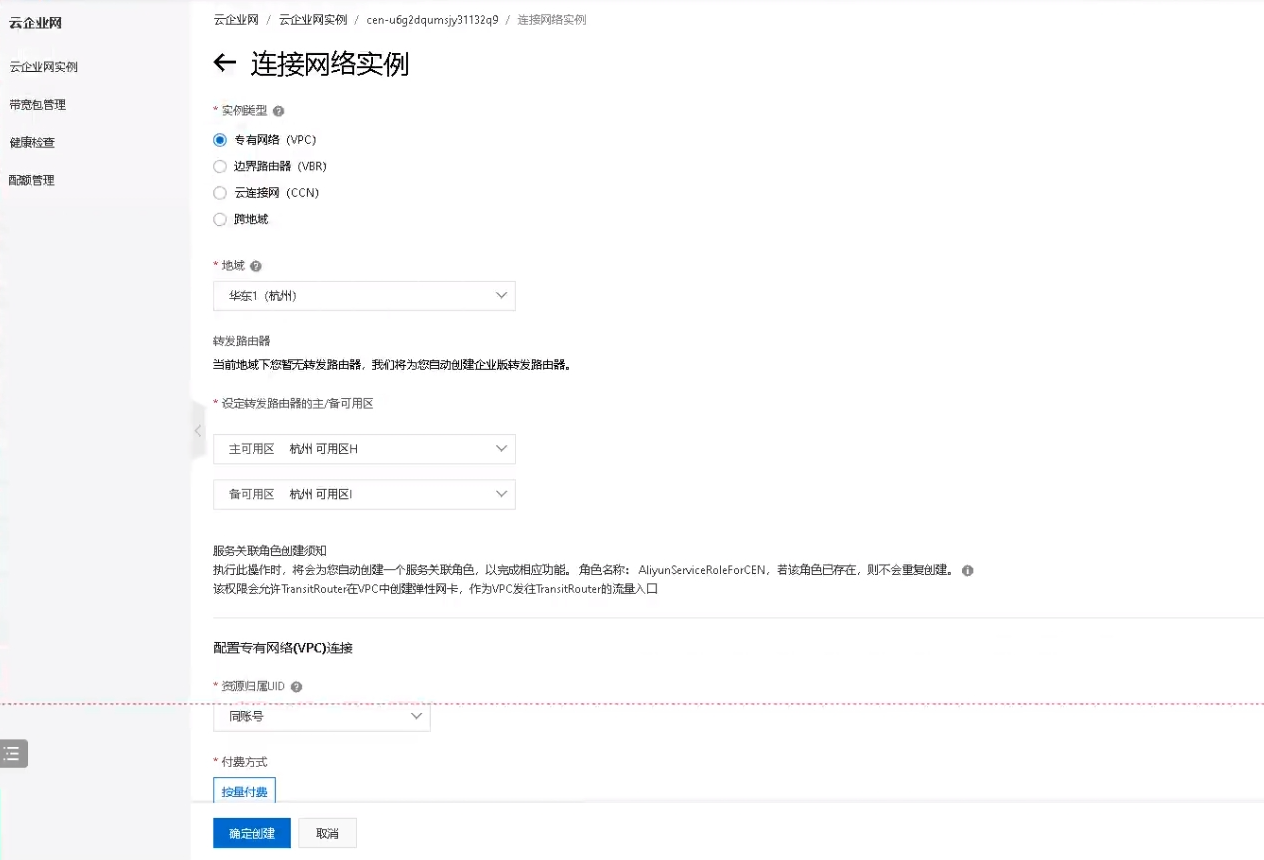 云企业网
云企业网实例
带宽包管理
健康检查
配额管理
云企业网 / 云企业网实例 / cen-u6g2dqumsjy31132q9 / 连接网络实例
连接网络实例
* 实例类型
专有网络（VPC）
边界路由器（VBR）
云连接网（CCN）
跨地域
* 地域
华东1（杭州）
转发路由器
当前地域下您暂无转发路由器，我们将为您自动创建企业版转发路由器。
* 设定转发路由器的主/备可用区
主可用区 杭州 可用区H
备可用区 杭州 可用区I
服务关联角色创建须知
执行此操作时，将会为您自动创建一个服务关联角色，以完成相应功能。 角色名称： AliyunServiceRoleForCEN，若该角色已存在，则不会重复创建。
该权限会允许TransitRouter在VPC中创建弹性网卡，作为VPC发往TransitRouter的流量入口
配置专有网络(VPC)连接
* 资源归属UID
同账号
* 付费方式
按量付费
确定创建 取消